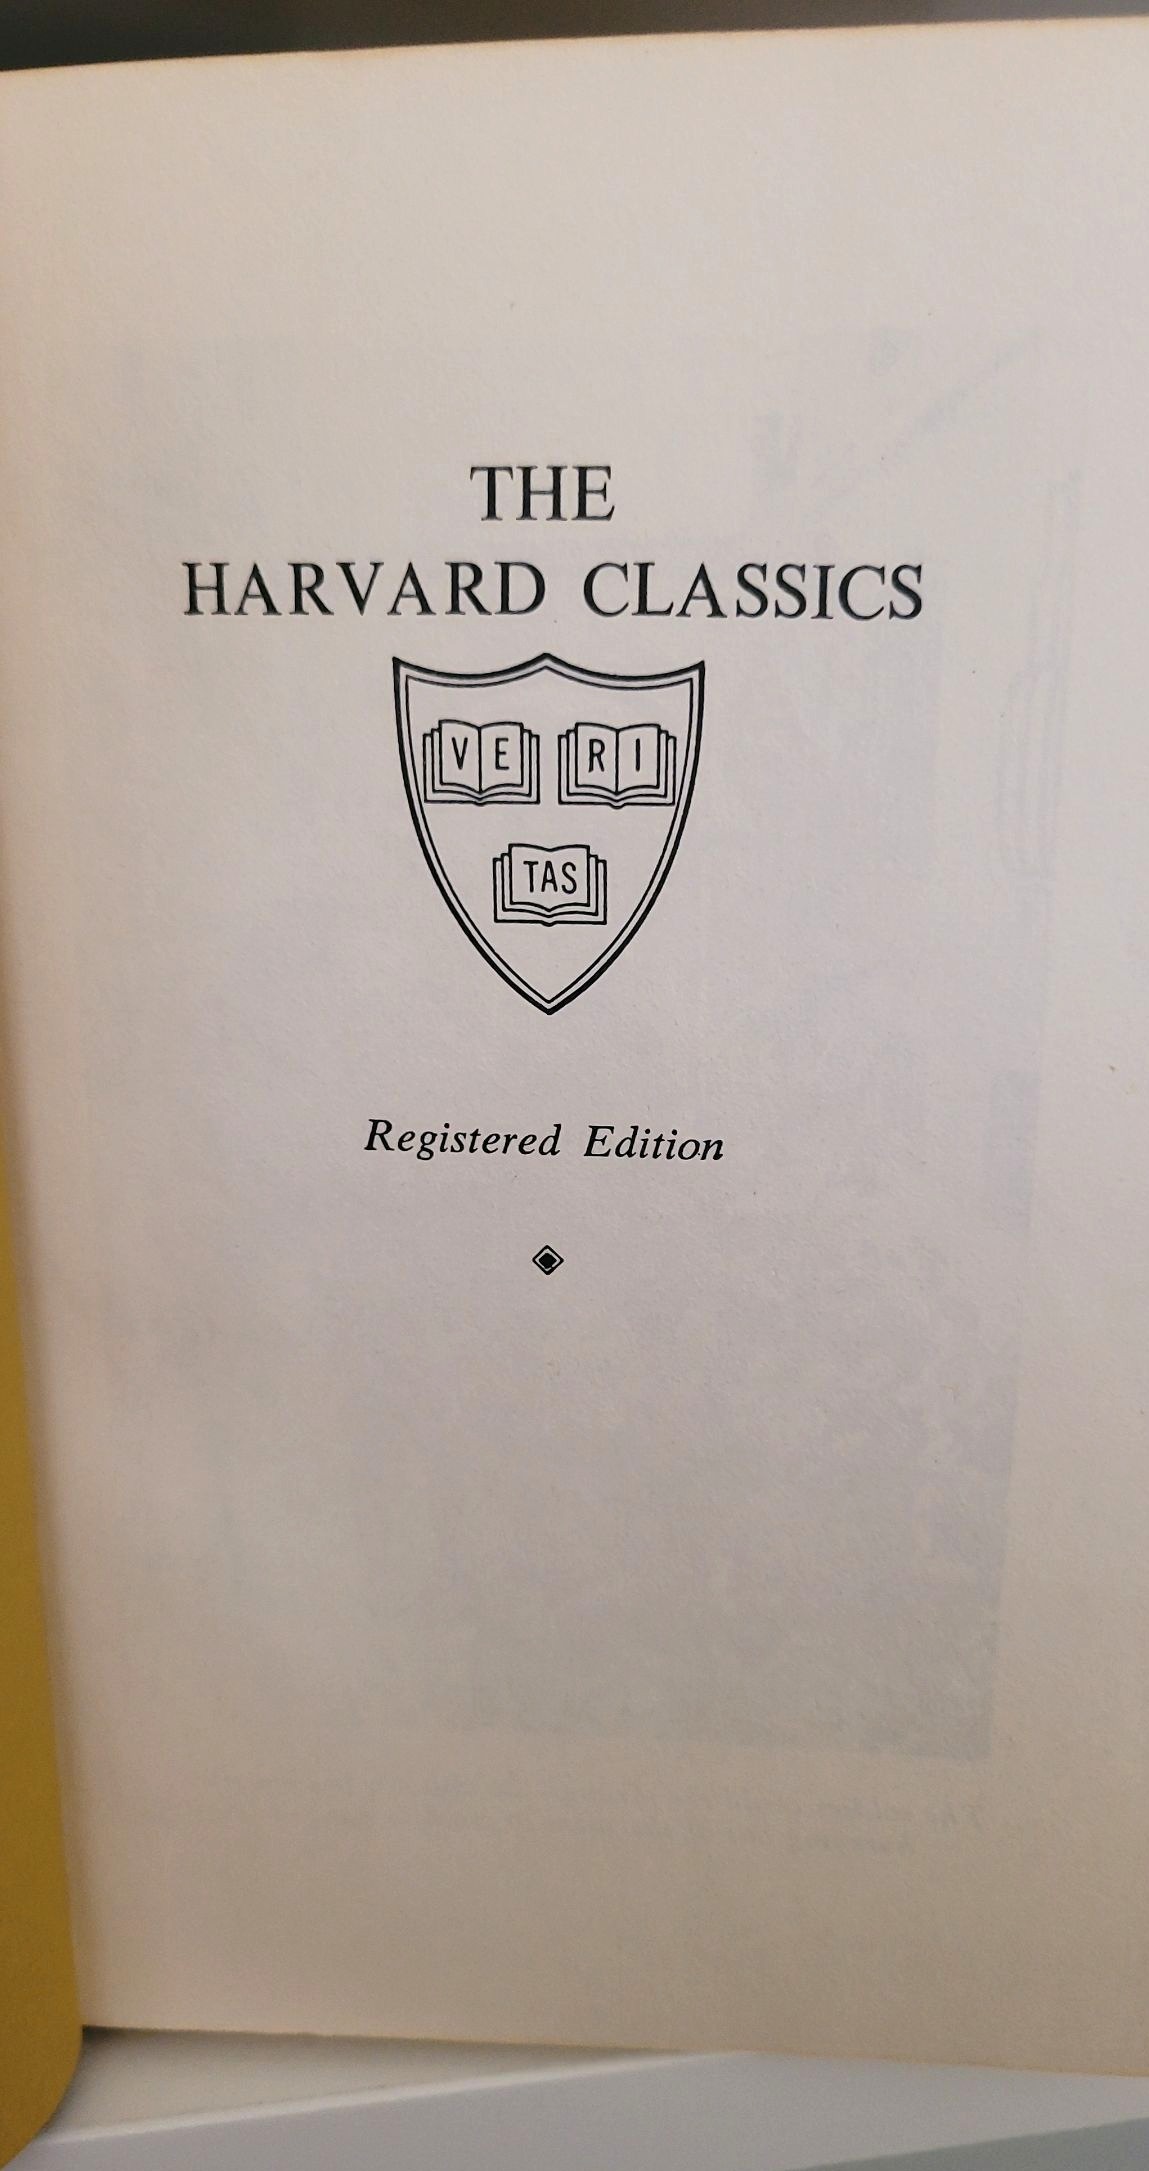 THE
HARVARD CLASSICS
VE RI
TAS
Registered Edition